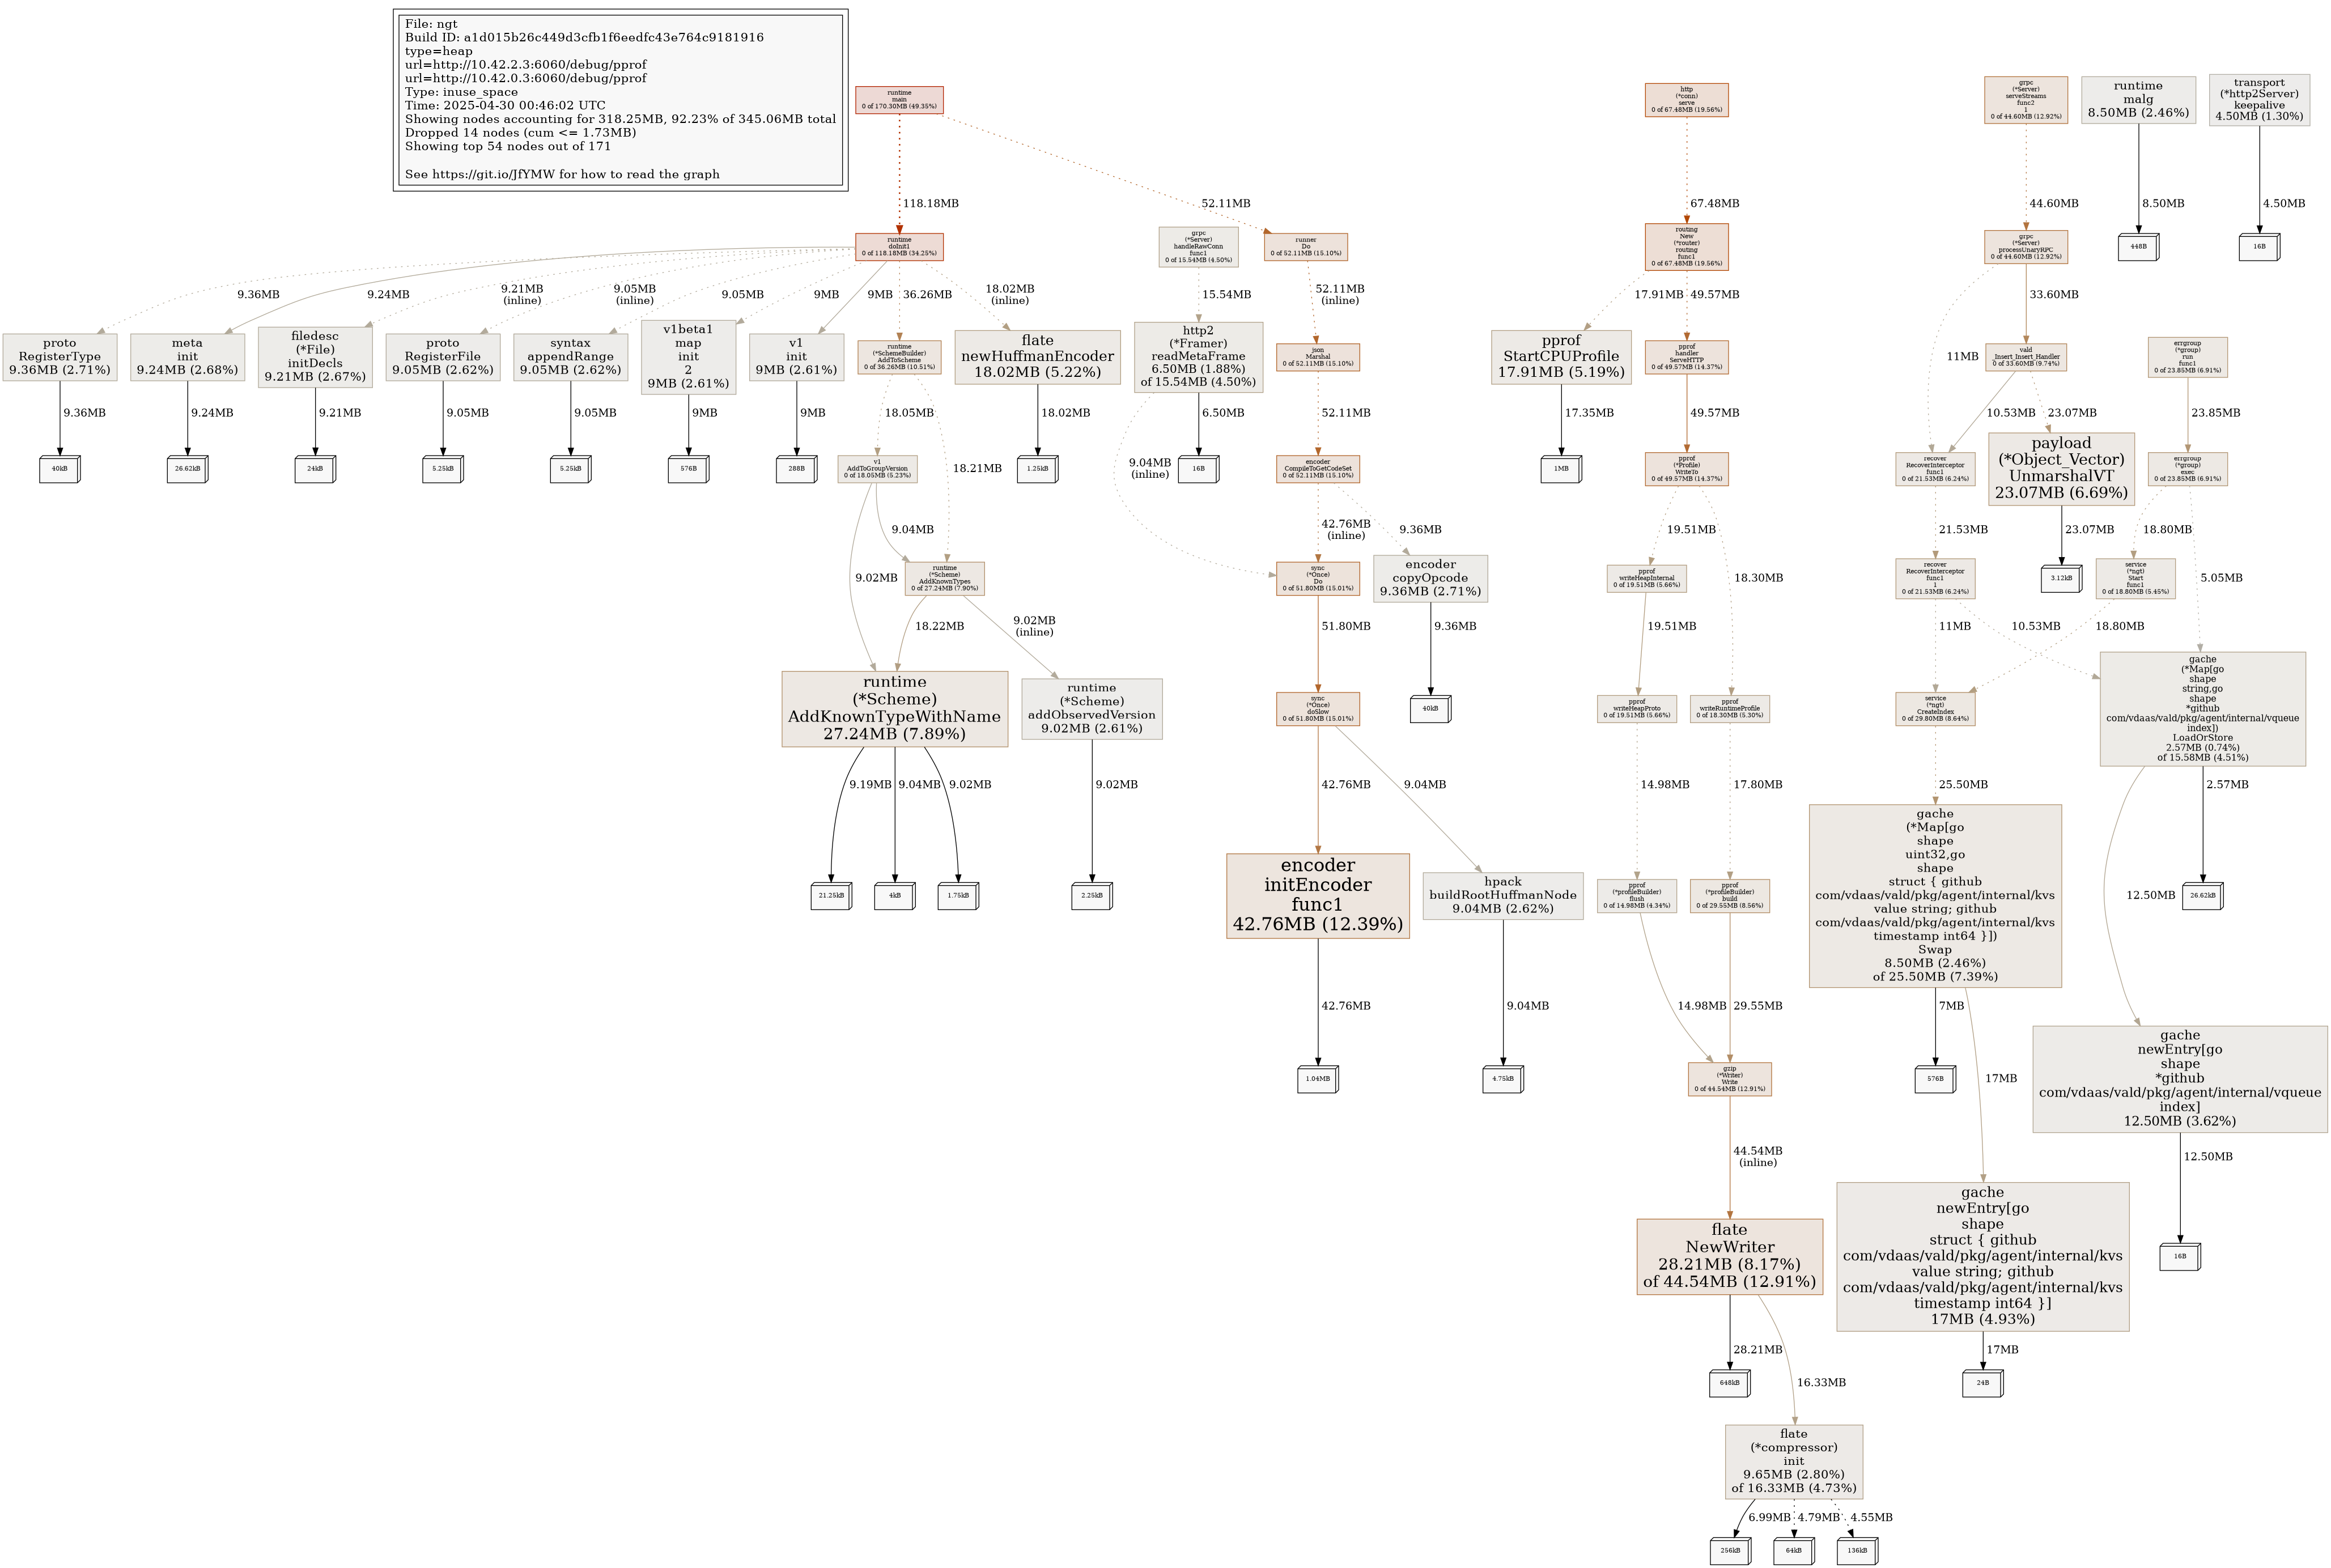 File: ngt
Build ID: a1d015b26c449d3cfb1f6eedfc43e764c9181916
type=heap
url=http://10.42.2.3:6060/debug/pprof
url=http://10.42.0.3:6060/debug/pprof
Type: inuse_space
Time: 2025-04-30 00:46:02 UTC
Showing nodes accounting for 318.25MB, 92.23% of 345.06MB total
Dropped 14 nodes (cum <= 1.73MB)
Showing top 54 nodes out of 171
See https://git.io/JfYMW for how to read the graph
runtime
main
0 of 170.30MB (49.35%)
http
(*conn)
serve
0 of 67.48MB (19.56%)
grpc
(*Server)
serveStreams
func2
1
0 of 44.60MB (12.92%)
runtime
malg
8.50MB (2.46%)
transport
(*http2Server)
keepalive
4.50MB (1.30%)
118.18MB
52.11MB
67.48MB
44.60MB
8.50MB
4.50MB
runtime
doInit1
0 of 118.18MB (34.25%)
grpc
(*Server)
handleRawConn
func1
0 of 15.54MB (4.50%)
runner
Do
0 of 52.11MB (15.10%)
routing
New
(*router)
routing
func1
0 of 67.48MB (19.56%)
grpc
(*Server)
processUnaryRPC
0 of 44.60MB (12.92%)
448B
16B
9.36MB
9.24MB
9.21MB
(inline)
9.05MB
(inline)
9.05MB
9MB
9MB
36.26MB
18.02MB
(inline)
15.54MB
52.11MB
(inline)
17.91MB
49.57MB
11MB
33.60MB
proto
RegisterType
9.36MB (2.71%)
meta
init
9.24MB (2.68%)
filedesc
(*File)
initDecls
9.21MB (2.67%)
proto
RegisterFile
9.05MB (2.62%)
syntax
appendRange
9.05MB (2.62%)
v1beta1
map
init
2
9MB (2.61%)
v1
init
9MB (2.61%)
runtime
(*SchemeBuilder)
AddToScheme
0 of 36.26MB (10.51%)
flate
newHuffmanEncoder
18.02MB (5.22%)
http2
(*Framer)
readMetaFrame
6.50MB (1.88%)
of 15.54MB (4.50%)
json
Marshal
0 of 52.11MB (15.10%)
pprof
StartCPUProfile
17.91MB (5.19%)
pprof
handler
ServeHTTP
0 of 49.57MB (14.37%)
vald
_Insert_Insert_Handler
0 of 33.60MB (9.74%)
errgroup
(*group)
run
func1
0 of 23.85MB (6.91%)
9.36MB
9.24MB
9.21MB
9.05MB
9.05MB
9MB
9MB
18.05MB
18.21MB
18.02MB
9.04MB
(inline)
6.50MB
52.11MB
17.35MB
49.57MB
10.53MB
23.07MB
23.85MB
40kB
26.62kB
24kB
5.25kB
5.25kB
576B
288B
v1
AddToGroupVersion
0 of 18.05MB (5.23%)
1.25kB
16B
encoder
CompileToGetCodeSet
0 of 52.11MB (15.10%)
1MB
pprof
(*Profile)
WriteTo
0 of 49.57MB (14.37%)
recover
RecoverInterceptor
func1
0 of 21.53MB (6.24%)
payload
(*Object_Vector)
UnmarshalVT
23.07MB (6.69%)
errgroup
(*group)
exec
0 of 23.85MB (6.91%)
9.02MB
9.04MB
42.76MB
(inline)
9.36MB
19.51MB
18.30MB
21.53MB
23.07MB
18.80MB
5.05MB
runtime
(*Scheme)
AddKnownTypes
0 of 27.24MB (7.90%)
sync
(*Once)
Do
0 of 51.80MB (15.01%)
encoder
copyOpcode
9.36MB (2.71%)
pprof
writeHeapInternal
0 of 19.51MB (5.66%)
recover
RecoverInterceptor
func1
1
0 of 21.53MB (6.24%)
3.12kB
service
(*ngt)
Start
func1
0 of 18.80MB (5.45%)
18.22MB
9.02MB
(inline)
51.80MB
9.36MB
19.51MB
11MB
10.53MB
18.80MB
runtime
(*Scheme)
AddKnownTypeWithName
27.24MB (7.89%)
runtime
(*Scheme)
addObservedVersion
9.02MB (2.61%)
sync
(*Once)
doSlow
0 of 51.80MB (15.01%)
40kB
pprof
writeHeapProto
0 of 19.51MB (5.66%)
pprof
writeRuntimeProfile
0 of 18.30MB (5.30%)
service
(*ngt)
CreateIndex
0 of 29.80MB (8.64%)
gache
(*Map[go
shape
string,go
shape
*github
com/vdaas/vald/pkg/agent/internal/vqueue
index])
LoadOrStore
2.57MB (0.74%)
of 15.58MB (4.51%)
9.19MB
9.04MB
9.02MB
9.02MB
42.76MB
9.04MB
14.98MB
17.80MB
25.50MB
12.50MB
2.57MB
21.25kB
4kB
1.75kB
2.25kB
encoder
initEncoder
func1
42.76MB (12.39%)
hpack
buildRootHuffmanNode
9.04MB (2.62%)
pprof
(*profileBuilder)
flush
0 of 14.98MB (4.34%)
pprof
(*profileBuilder)
build
0 of 29.55MB (8.56%)
gache
(*Map[go
shape
uint32,go
shape
struct { github
com/vdaas/vald/pkg/agent/internal/kvs
value string; github
com/vdaas/vald/pkg/agent/internal/kvs
timestamp int64 }])
Swap
8.50MB (2.46%)
of 25.50MB (7.39%)
26.62kB
42.76MB
9.04MB
14.98MB
29.55MB
7MB
17MB
1.04MB
4.75kB
gzip
(*Writer)
Write
0 of 44.54MB (12.91%)
576B
gache
newEntry[go
shape
*github
com/vdaas/vald/pkg/agent/internal/vqueue
index]
12.50MB (3.62%)
44.54MB
(inline)
12.50MB
flate
NewWriter
28.21MB (8.17%)
of 44.54MB (12.91%)
gache
newEntry[go
shape
struct { github
com/vdaas/vald/pkg/agent/internal/kvs
value string; github
com/vdaas/vald/pkg/agent/internal/kvs
timestamp int64 }]
17MB (4.93%)
16B
28.21MB
16.33MB
17MB
648kB
24B
flate
(*compressor)
init
9.65MB (2.80%)
of 16.33MB (4.73%)
6.99MB
4.79MB
4.55MB
256kB
64kB
136kB